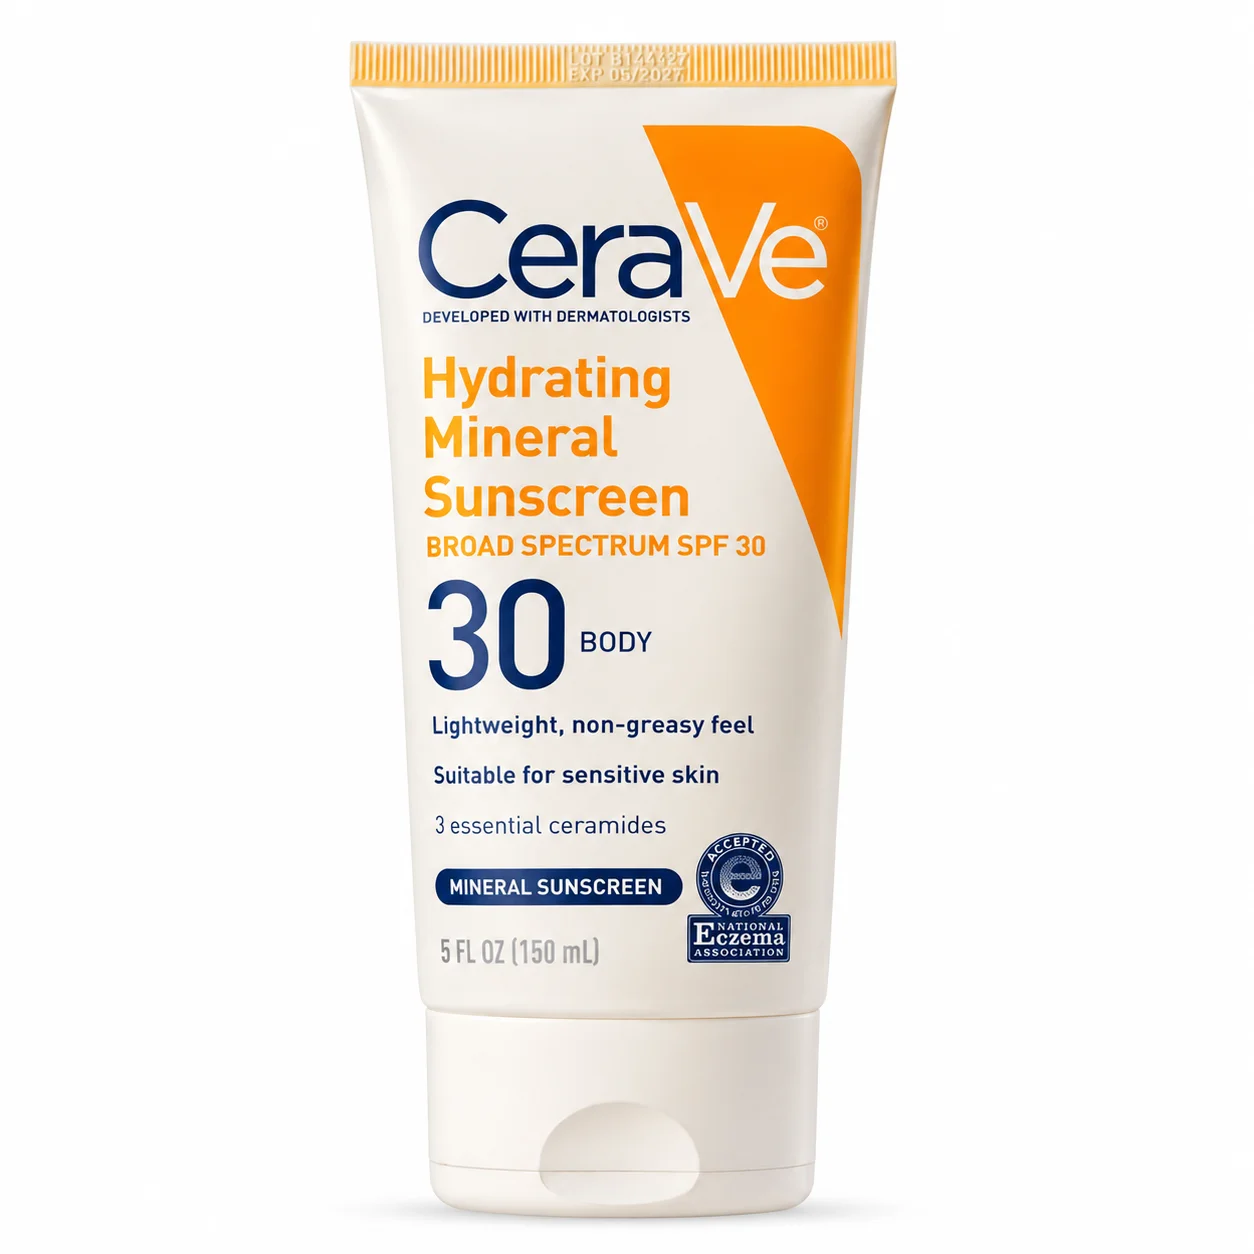 LOT B144427
EXP 05/2027
CeraVe®
DEVELOPED WITH DERMATOLOGISTS
Hydrating
Mineral
Sunscreen
BROAD SPECTRUM SPF 30
30 BODY
Lightweight, non-greasy feel
Suitable for sensitive skin
3 essential ceramides
MINERAL SUNSCREEN
5 FL OZ (150 mL)
ACCEPTED
e
NATIONAL
Eczema
ASSOCIATION